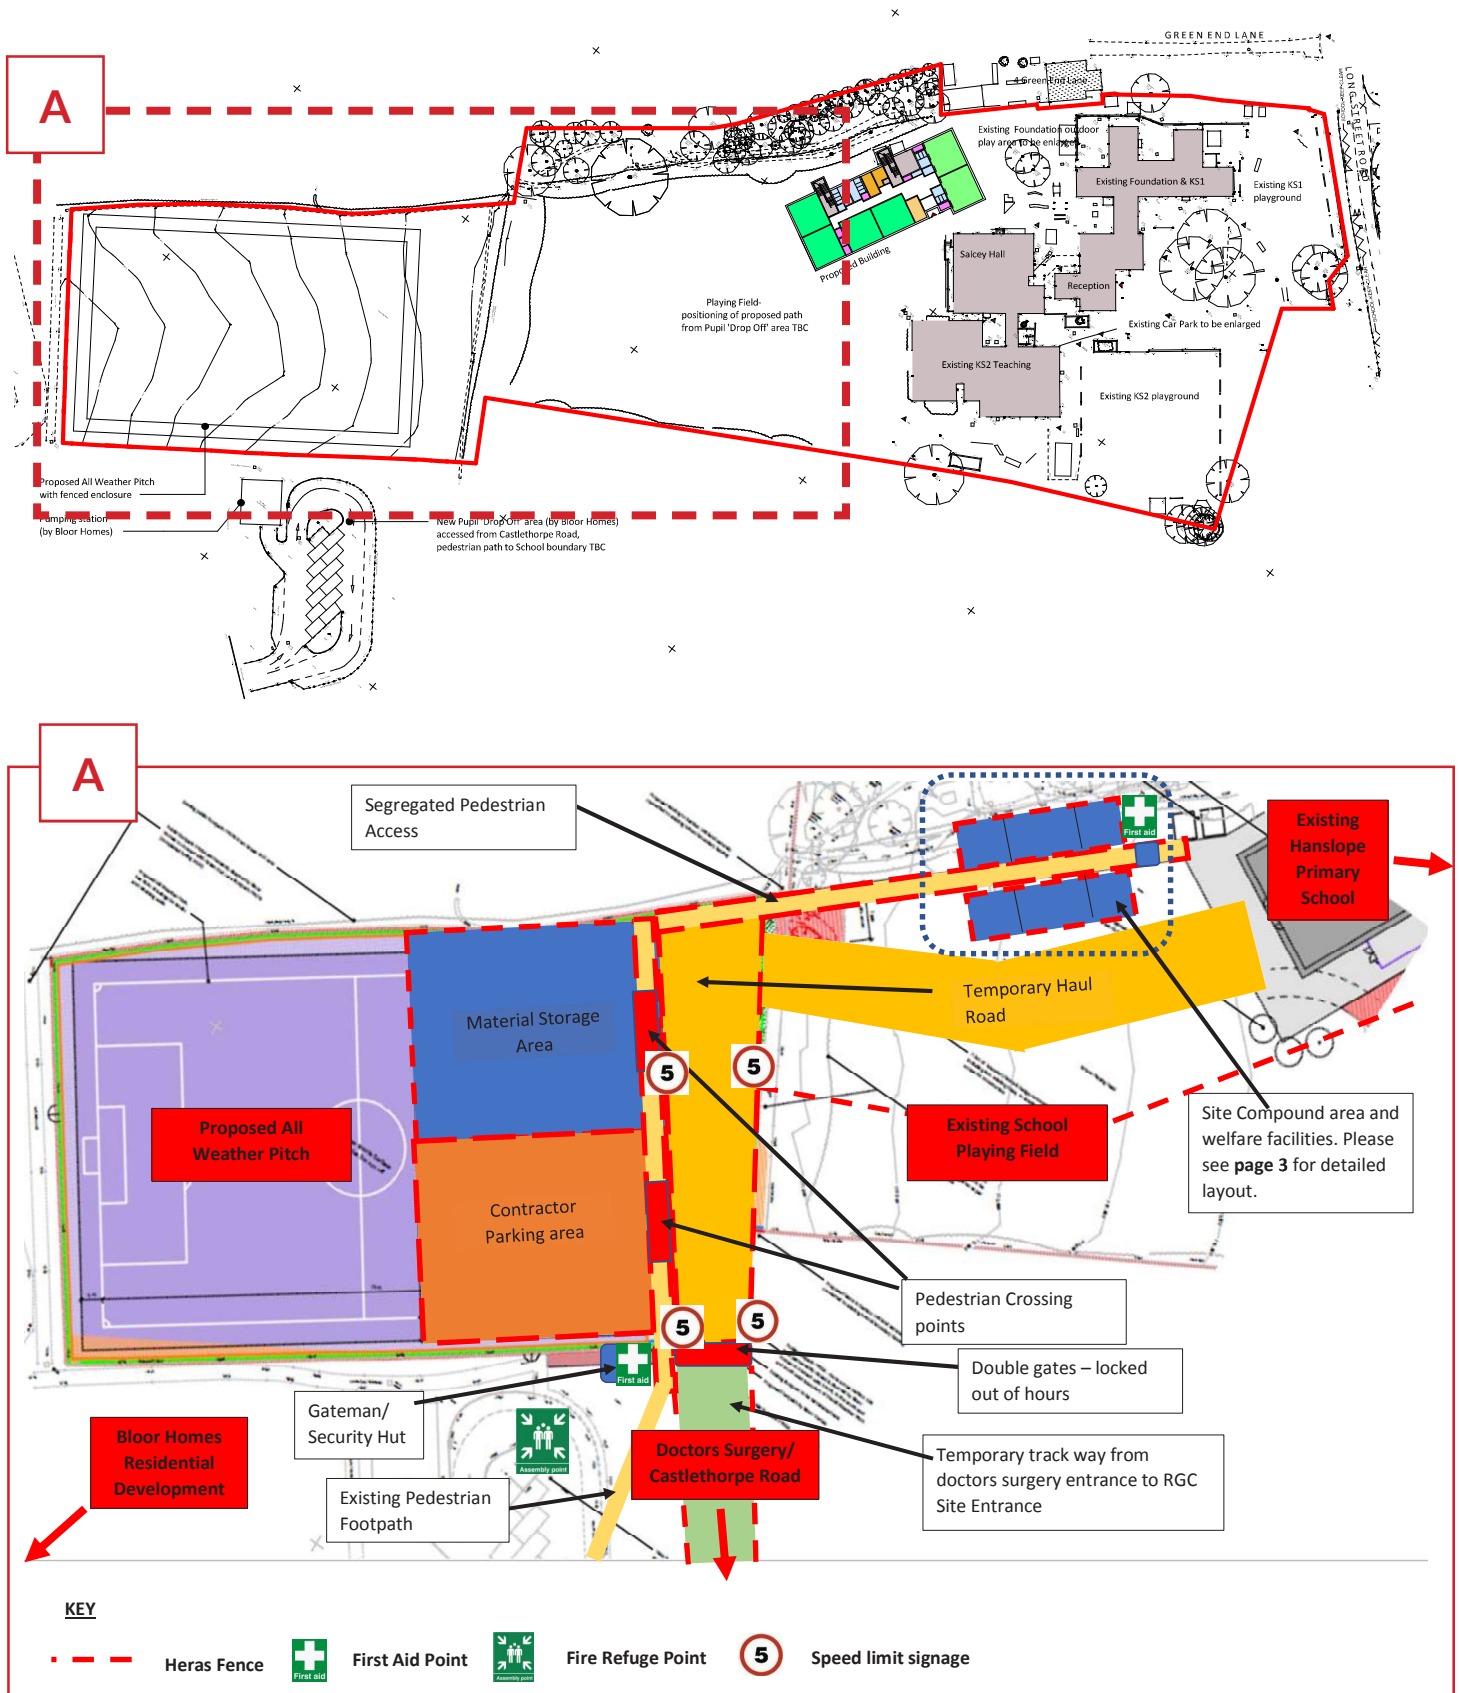 GREEN END LANE
LONG STREET ROAD
A
4 Green End Lane
Existing Foundation outdoor
play area to be enlarged
Existing Foundation & KS1
Existing KS1
playground
Proposed Building
Salcey Hall
Reception
Playing Field-
positioning of proposed path
from Pupil 'Drop Off' area TBC
Existing Car Park to be enlarged
Existing KS2 Teaching
Existing KS2 playground
Proposed All Weather Pitch
with fenced enclosure
Pumping station
(by Bloor Homes)
New Pupil 'Drop Off' area (by Bloor Homes)
accessed from Castlethorpe Road,
pedestrian path to School boundary TBC
A
Segregated Pedestrian
Access
First aid
Existing
Hanslope
Primary
School
Temporary Haul
Road
Material Storage
Area
5
5
Proposed All
Weather Pitch
Existing School
Playing Field
Site Compound area and
welfare facilities. Please
see page 3 for detailed
layout.
Contractor
Parking area
Pedestrian Crossing
points
5
5
Double gates – locked
out of hours
First aid
Gateman/
Security Hut
Assembly point
Bloor Homes
Residential
Development
Doctors Surgery/
Castlethorpe Road
Temporary track way from
doctors surgery entrance to RGC
Site Entrance
Existing Pedestrian
Footpath
KEY
Heras Fence
First aid
First Aid Point
Assembly point
Fire Refuge Point
5
Speed limit signage